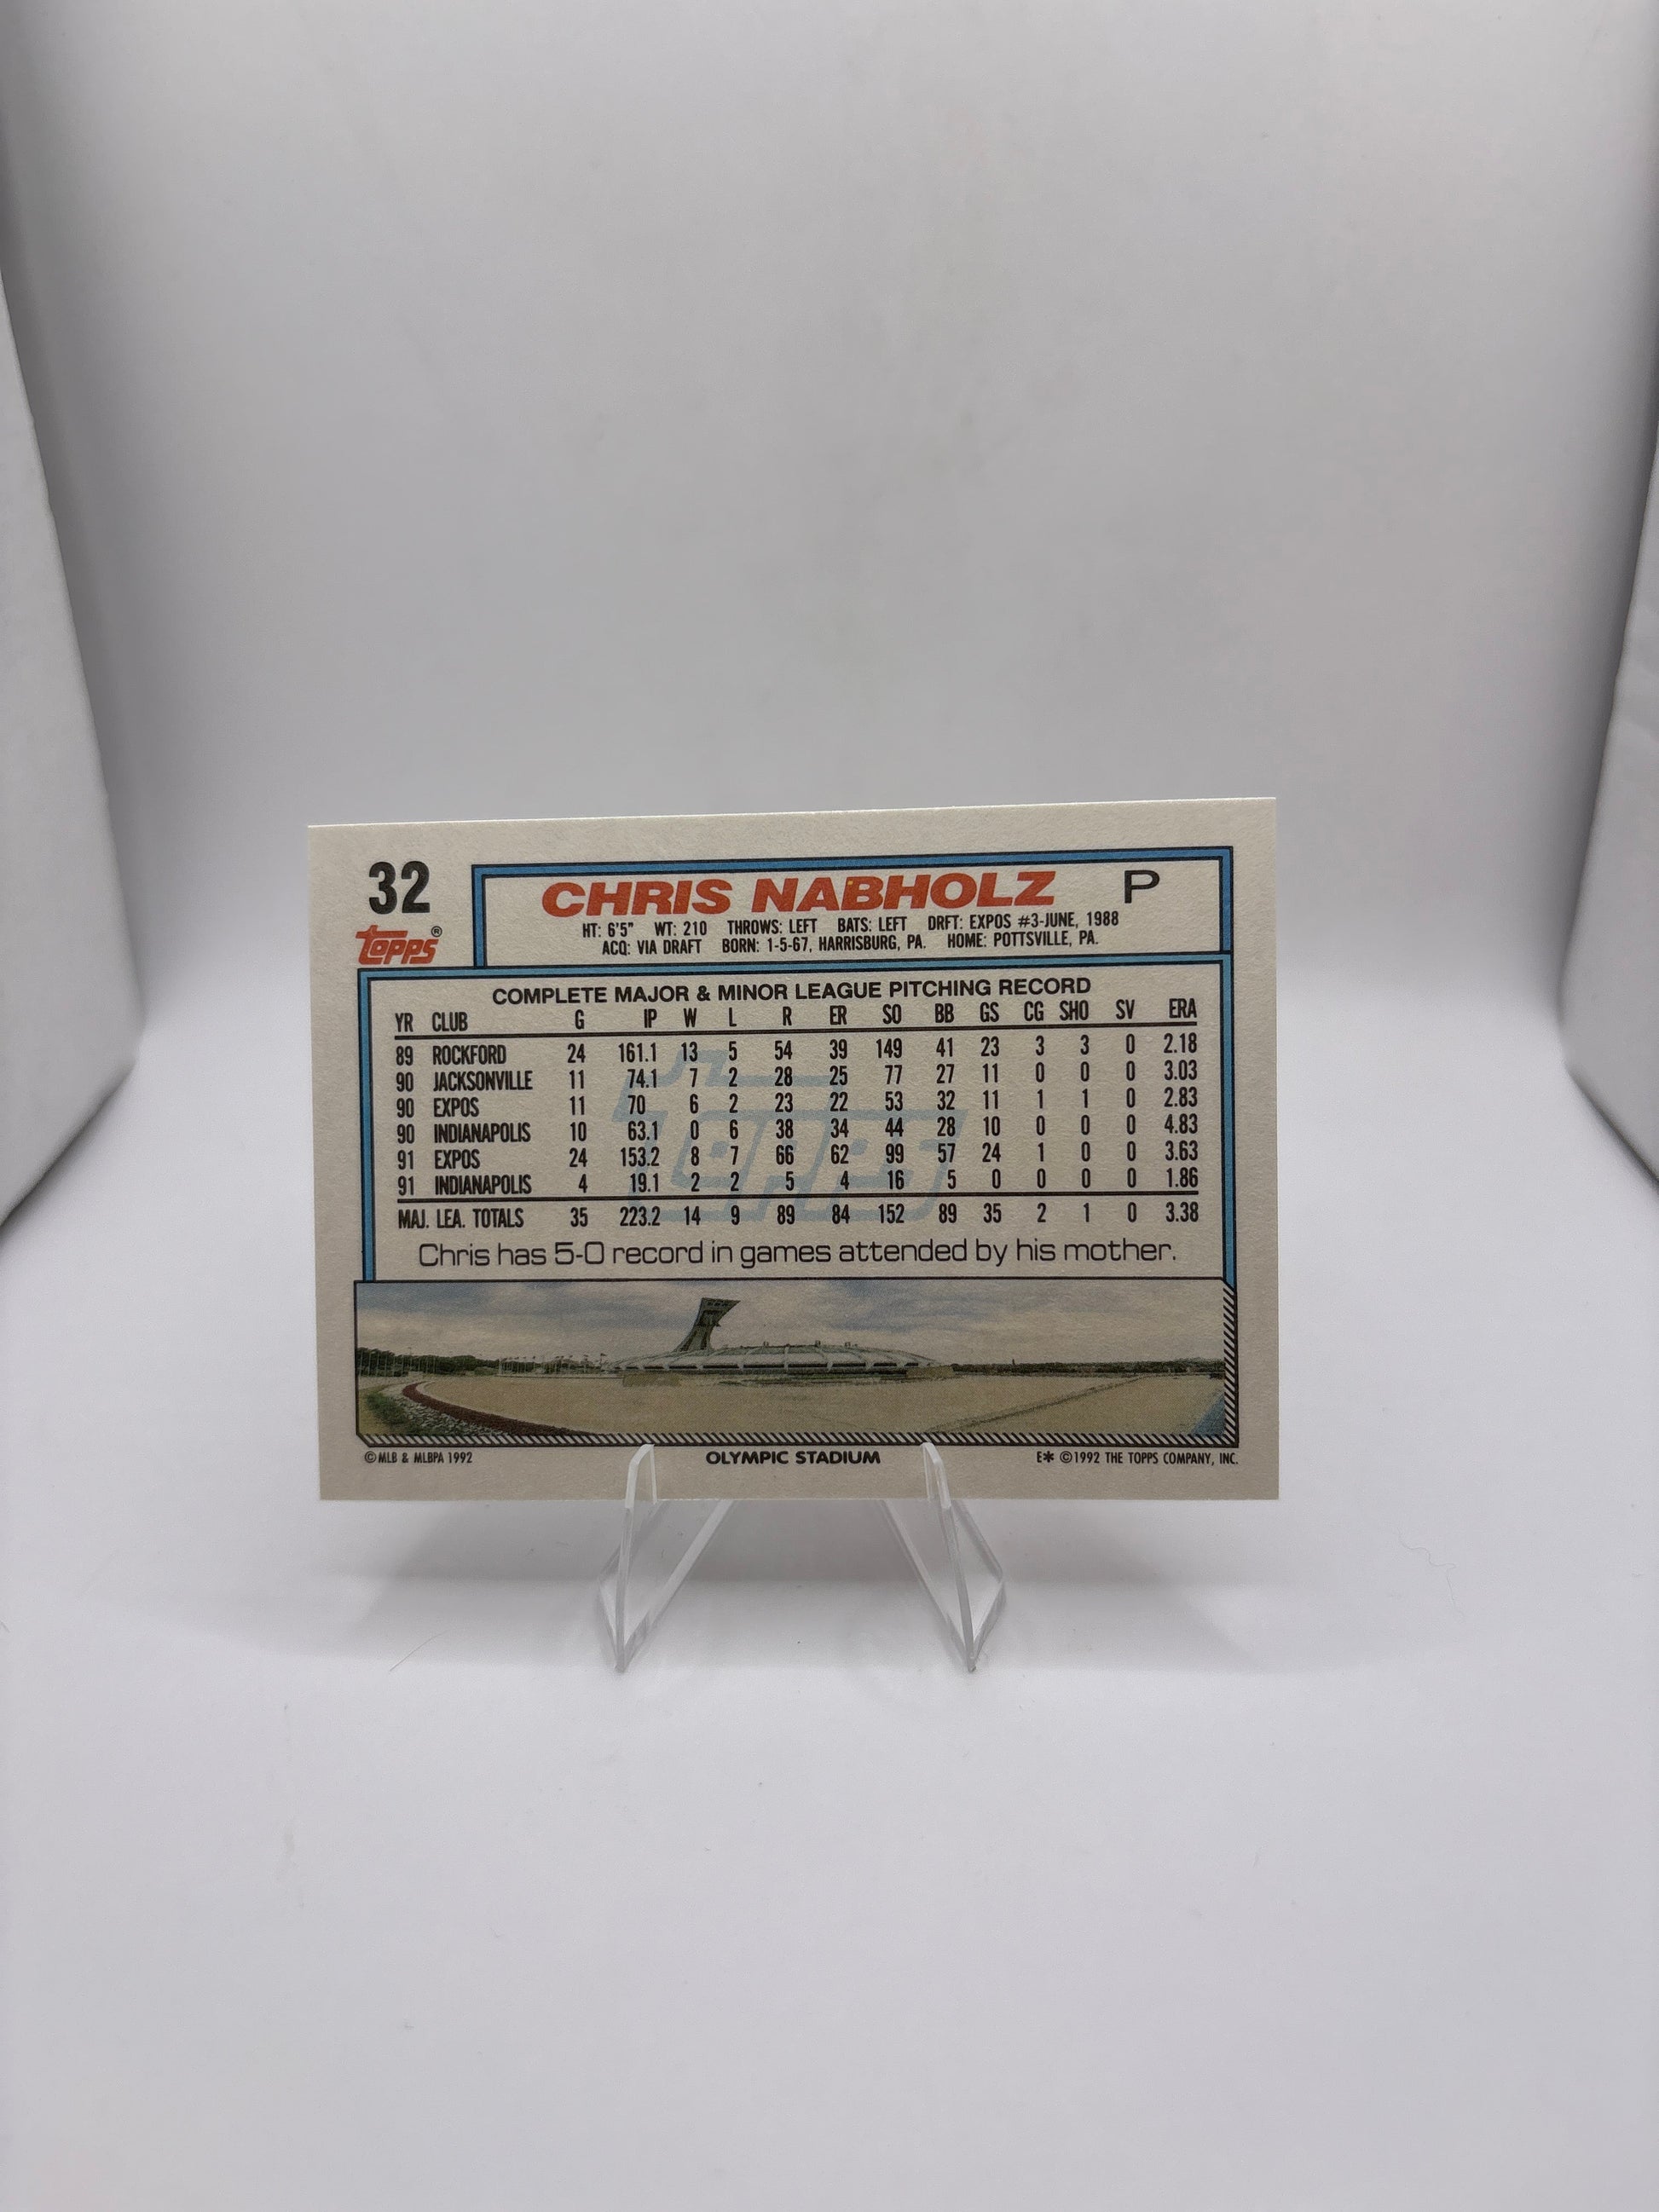 32
CHRIS NABHOLZ P
topps®
HT: 6'5" WT: 210 THROWS: LEFT BATS: LEFT DRFT: EXPOS #3-JUNE, 1988
ACQ: VIA DRAFT BORN: 1-5-67, HARRISBURG, PA. HOME: POTTSVILLE, PA.
COMPLETE MAJOR & MINOR LEAGUE PITCHING RECORD
YR CLUB G IP W L R ER SO BB GS CG SHO SV ERA
89 ROCKFORD 24 161.1 13 5 54 39 149 41 23 3 3 0 2.18
90 JACKSONVILLE 11 74.1 7 2 28 25 77 27 11 0 0 0 3.03
90 EXPOS 11 70 6 2 23 22 53 32 11 1 1 0 2.83
90 INDIANAPOLIS 10 63.1 0 6 38 34 44 28 10 0 0 0 4.83
91 EXPOS 24 153.2 8 7 66 62 99 57 24 1 0 0 3.63
91 INDIANAPOLIS 4 19.1 2 2 5 4 16 5 0 0 0 0 1.86
MAJ. LEA. TOTALS 35 223.2 14 9 89 84 152 89 35 2 1 0 3.38
topps
Chris has 5-0 record in games attended by his mother.
©MLB & MLBPA 1992 OLYMPIC STADIUM E* ©1992 THE TOPPS COMPANY, INC.